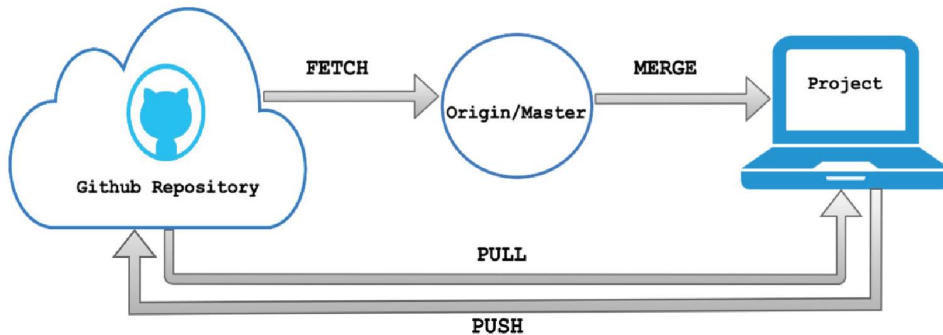 FETCH
MERGE
Project
Origin/Master
Github Repository
PULL
PUSH